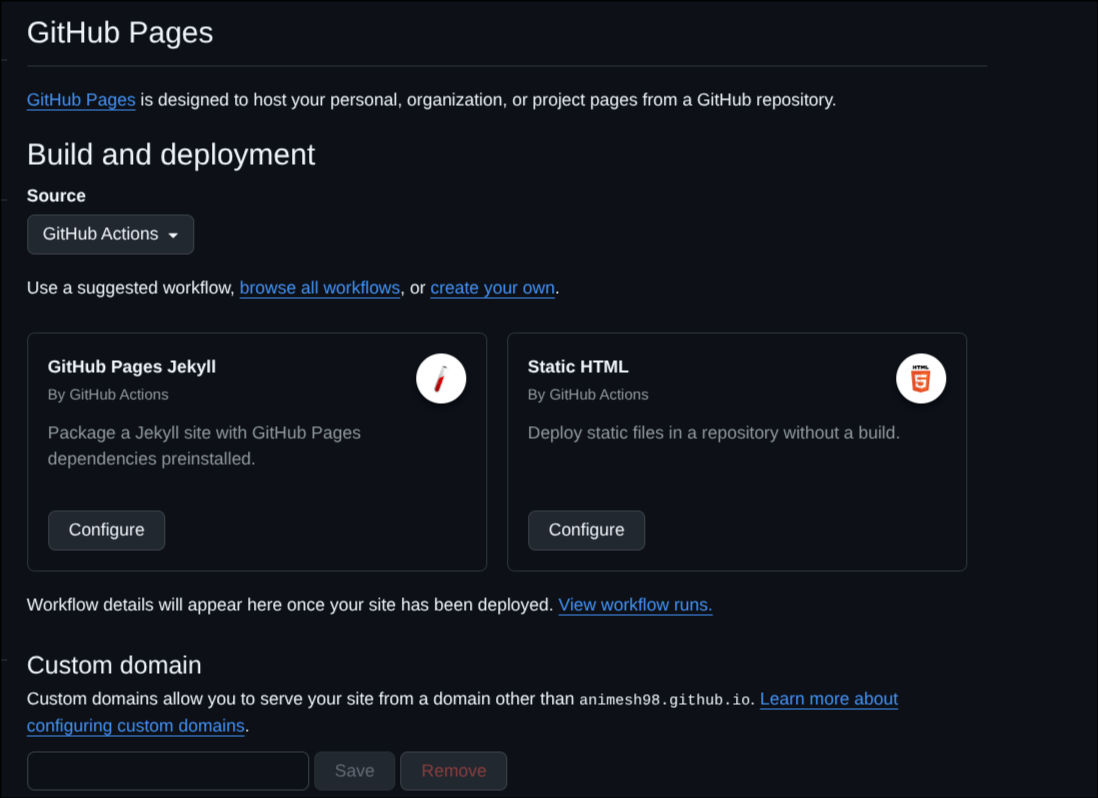 GitHub Pages
GitHub Pages is designed to host your personal, organization, or project pages from a GitHub repository.
Build and deployment
Source
GitHub Actions
Use a suggested workflow, browse all workflows, or create your own.
GitHub Pages Jekyll
By GitHub Actions
Package a Jekyll site with GitHub Pages
dependencies preinstalled.
Configure
Static HTML
HTML
5
By GitHub Actions
Deploy static files in a repository without a build.
Configure
Workflow details will appear here once your site has been deployed. View workflow runs.
Custom domain
Custom domains allow you to serve your site from a domain other than animesh98.github.io. Learn more about
configuring custom domains.
Save
Remove